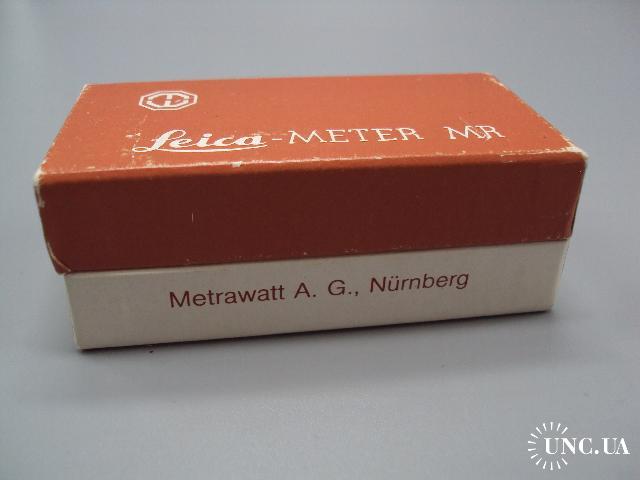 Leica-METER MR
Metrawatt A. G., Nürnberg
UNC.UA